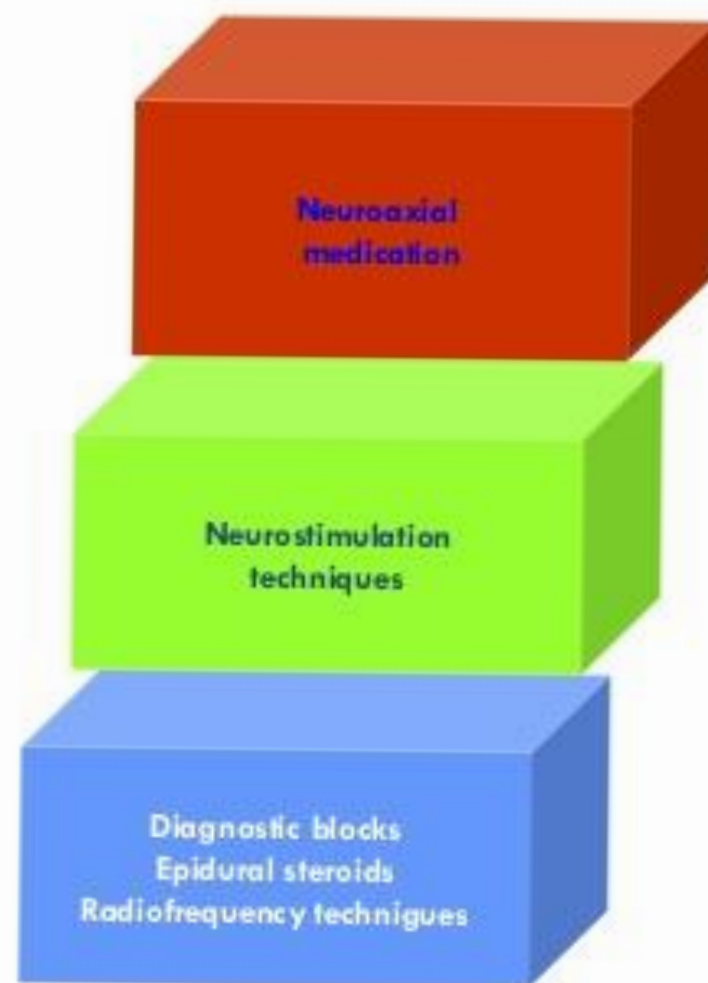 Neuroaxial
medication
Neurostimulation
techniques
Diagnostic blocks
Epidural steroids
Radiofrequency technigues